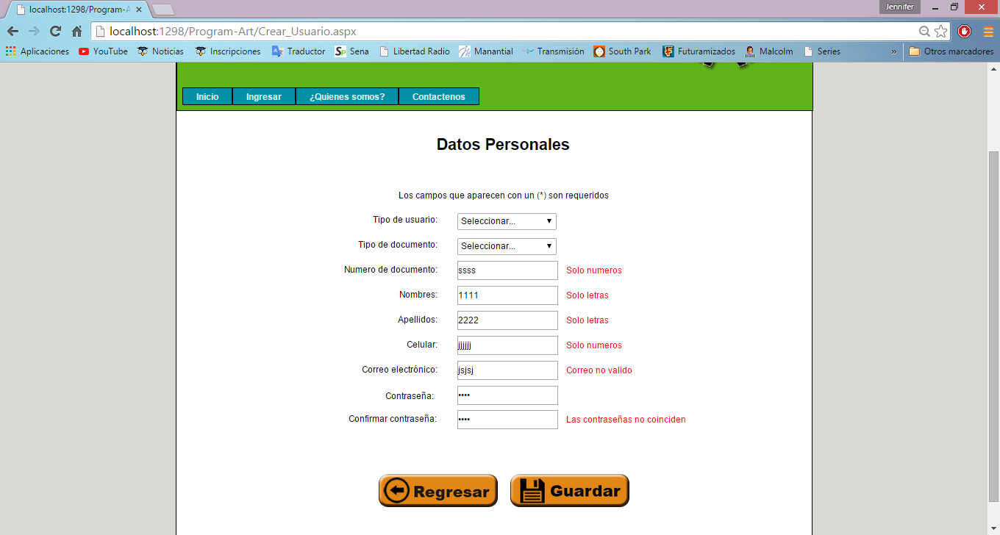 localhost:1298/Program-A
Jennifer
localhost:1298/Program-Art/Crear_Usuario.aspx
Aplicaciones YouTube Noticias Inscripciones Traductor Sena Libertad Radio Manantial Transmisión South Park Futuramizados Malcolm Series » Otros marcadores
Inicio Ingresar ¿Quienes somos? Contactenos
Datos Personales
Los campos que aparecen con un (*) son requeridos
Tipo de usuario: Seleccionar...
Tipo de documento: Seleccionar...
Numero de documento: ssss Solo numeros
Nombres: 1111 Solo letras
Apellidos: 2222 Solo letras
Celular: jjjjjj Solo numeros
Correo electrónico: jsjsj Correo no valido
Contraseña: ••••
Confirmar contraseña: •••• Las contraseñas no coinciden
Regresar Guardar